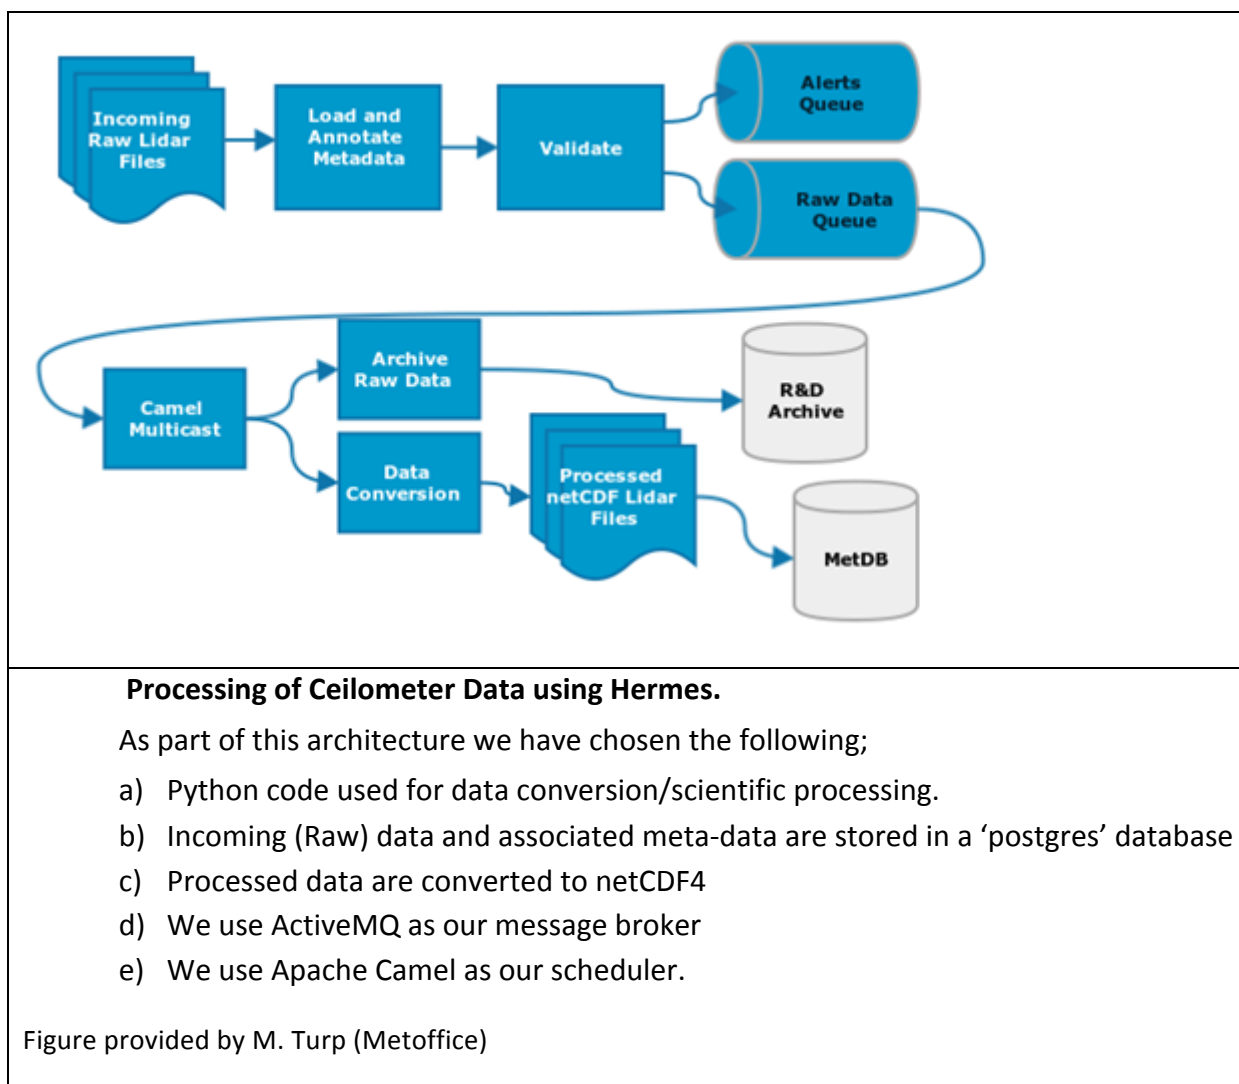 Incoming
Raw Lidar
Files
Load and
Annotate
Metadata
Validate
Alerts
Queue
Raw Data
Queue
Camel
Multicast
Archive
Raw Data
Data
Conversion
Processed
netCDF Lidar
Files
R&D
Archive
MetDB
Processing of Ceilometer Data using Hermes.
As part of this architecture we have chosen the following;
a) Python code used for data conversion/scientific processing.
b) Incoming (Raw) data and associated meta-data are stored in a ‘postgres’ database
c) Processed data are converted to netCDF4
d) We use ActiveMQ as our message broker
e) We use Apache Camel as our scheduler.
Figure provided by M. Turp (Metoffice)